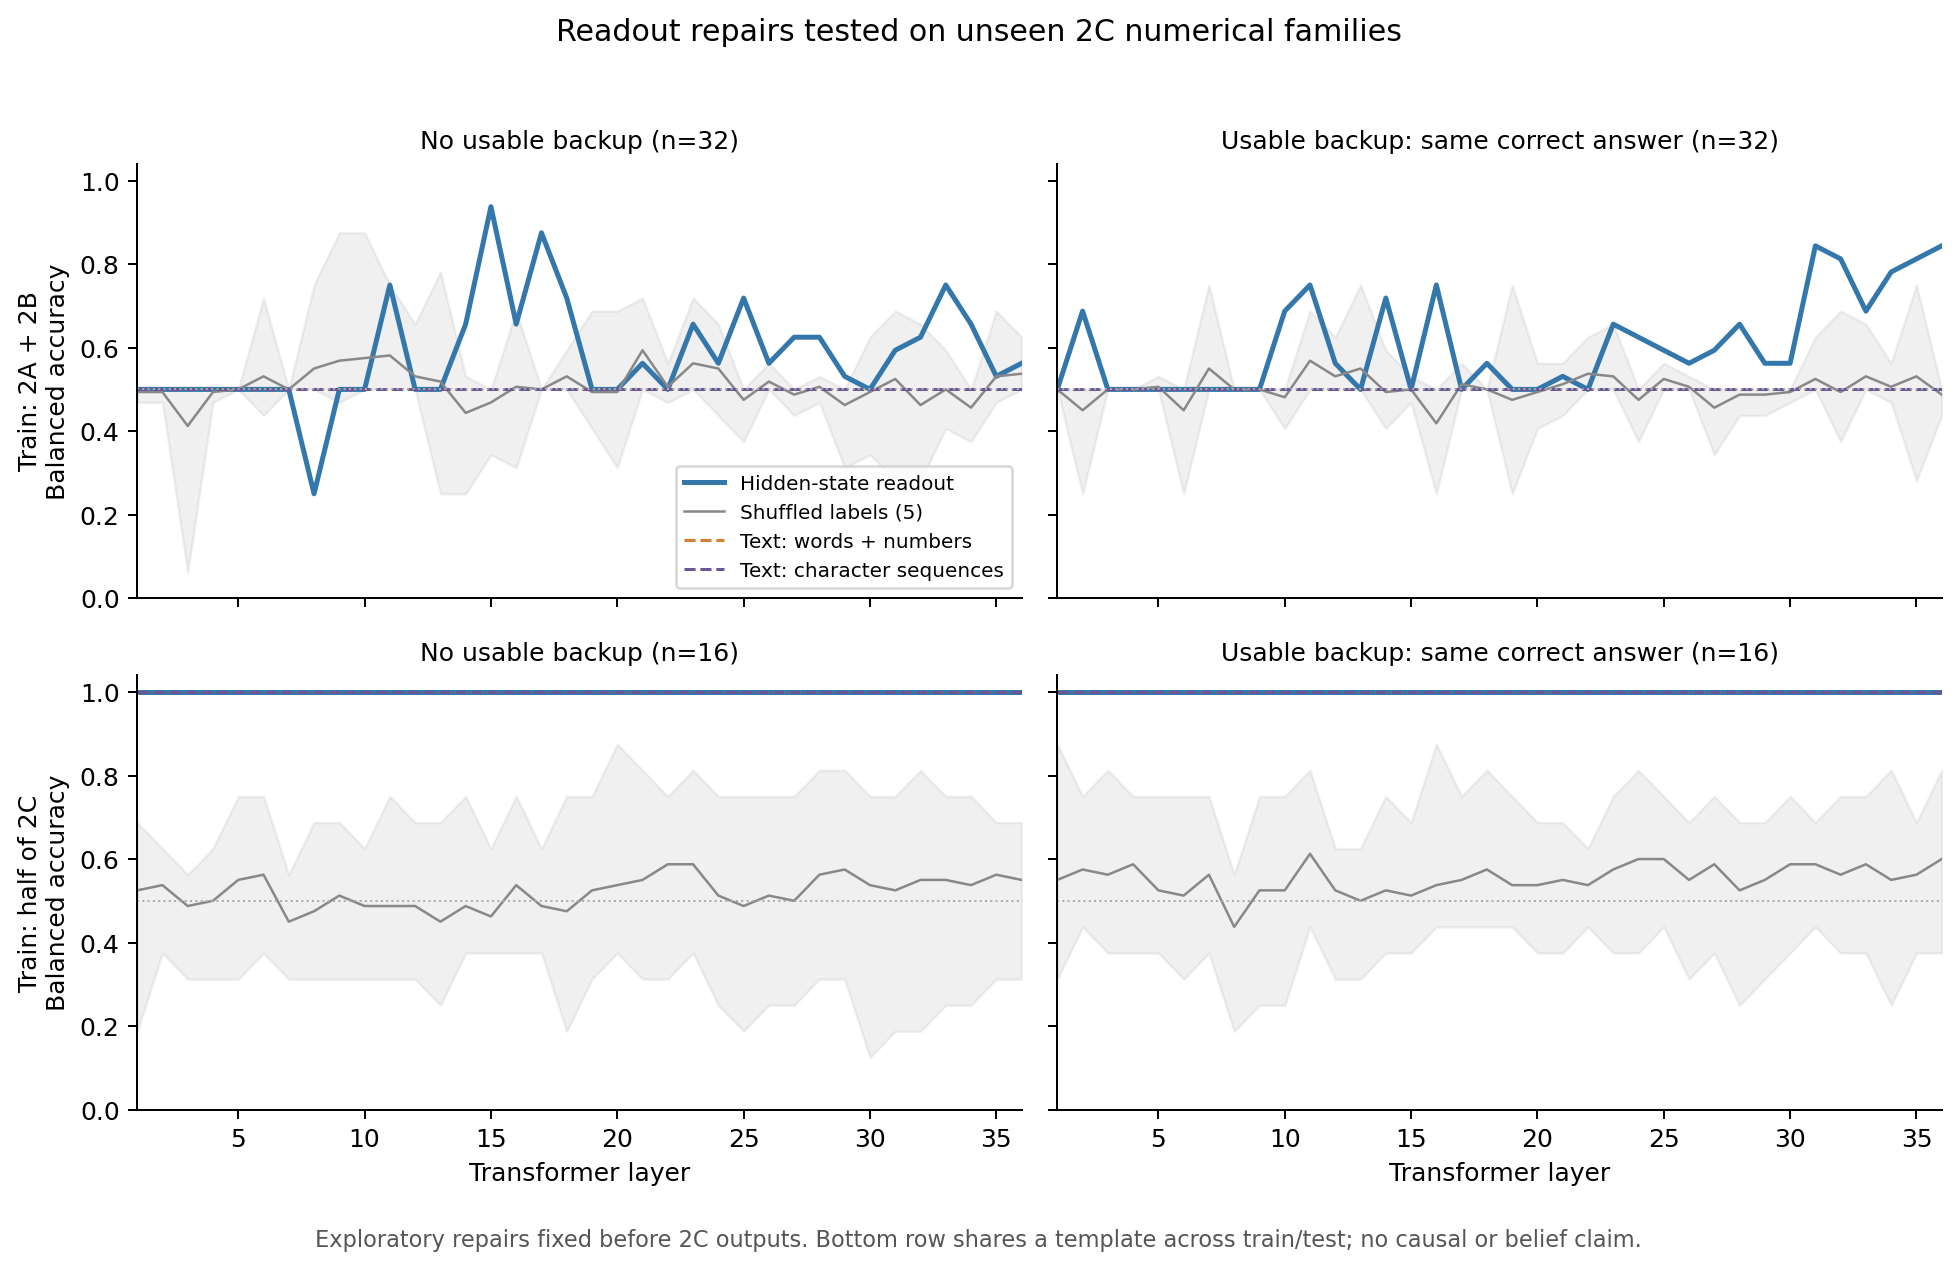 Readout repairs tested on unseen 2C numerical families
No usable backup (n=32)
Usable backup: same correct answer (n=32)
Train: 2A + 2B
Balanced accuracy
1.0
0.8
0.6
0.4
0.2
0.0
Hidden-state readout
Shuffled labels (5)
Text: words + numbers
Text: character sequences
No usable backup (n=16)
Usable backup: same correct answer (n=16)
Train: half of 2C
Balanced accuracy
1.0
0.8
0.6
0.4
0.2
0.0
5 10 15 20 25 30 35
5 10 15 20 25 30 35
Transformer layer
Transformer layer
Exploratory repairs fixed before 2C outputs. Bottom row shares a template across train/test; no causal or belief claim.